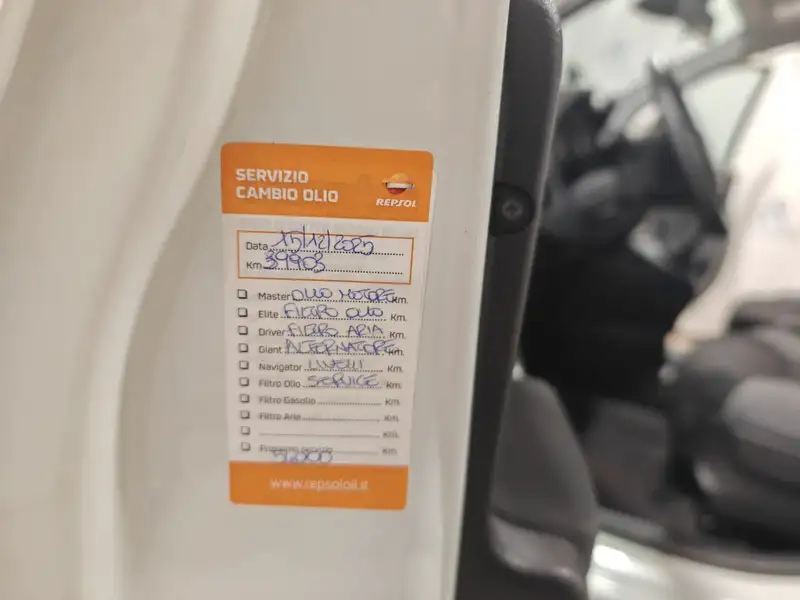 SERVIZIO
CAMBIO OLIO
REPSOL
Data 15/12/2025
Km 39903
Master OLIO MOTORE Km.
Elite FILTRO OLIO Km.
Driver FILTRO ARIA Km.
Giant ALTERNATORE Km.
Navigator LIVELLI Km.
Filtro Olio SERVICE Km.
Filtro Gasolio Km.
Filtro Aria Km.
Km.
Prossimo servizio Km.
www.repsoloil.it